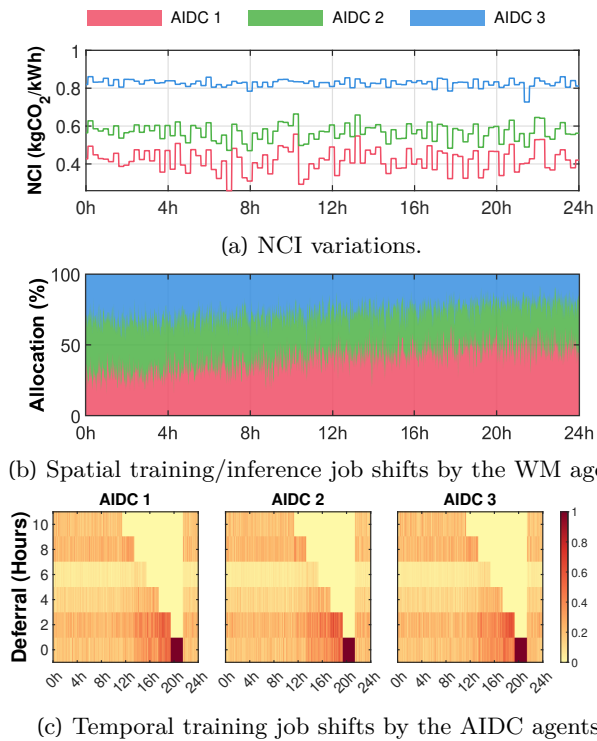 AIDC 1 AIDC 2 AIDC 3
NCI (kgCO2/kWh)
1
0.8
0.6
0.4
0h 4h 8h 12h 16h 20h 24h
(a) NCI variations.
Allocation (%)
100
50
0
0h 4h 8h 12h 16h 20h 24h
(b) Spatial training/inference job shifts by the WM age
AIDC 1 AIDC 2 AIDC 3
Deferral (Hours)
10
8
6
4
2
0
0h 4h 8h 12h 16h 20h 24h 0h 4h 8h 12h 16h 20h 24h 0h 4h 8h 12h 16h 20h 24h
1
0.8
0.6
0.4
0.2
0
(c) Temporal training job shifts by the AIDC agents